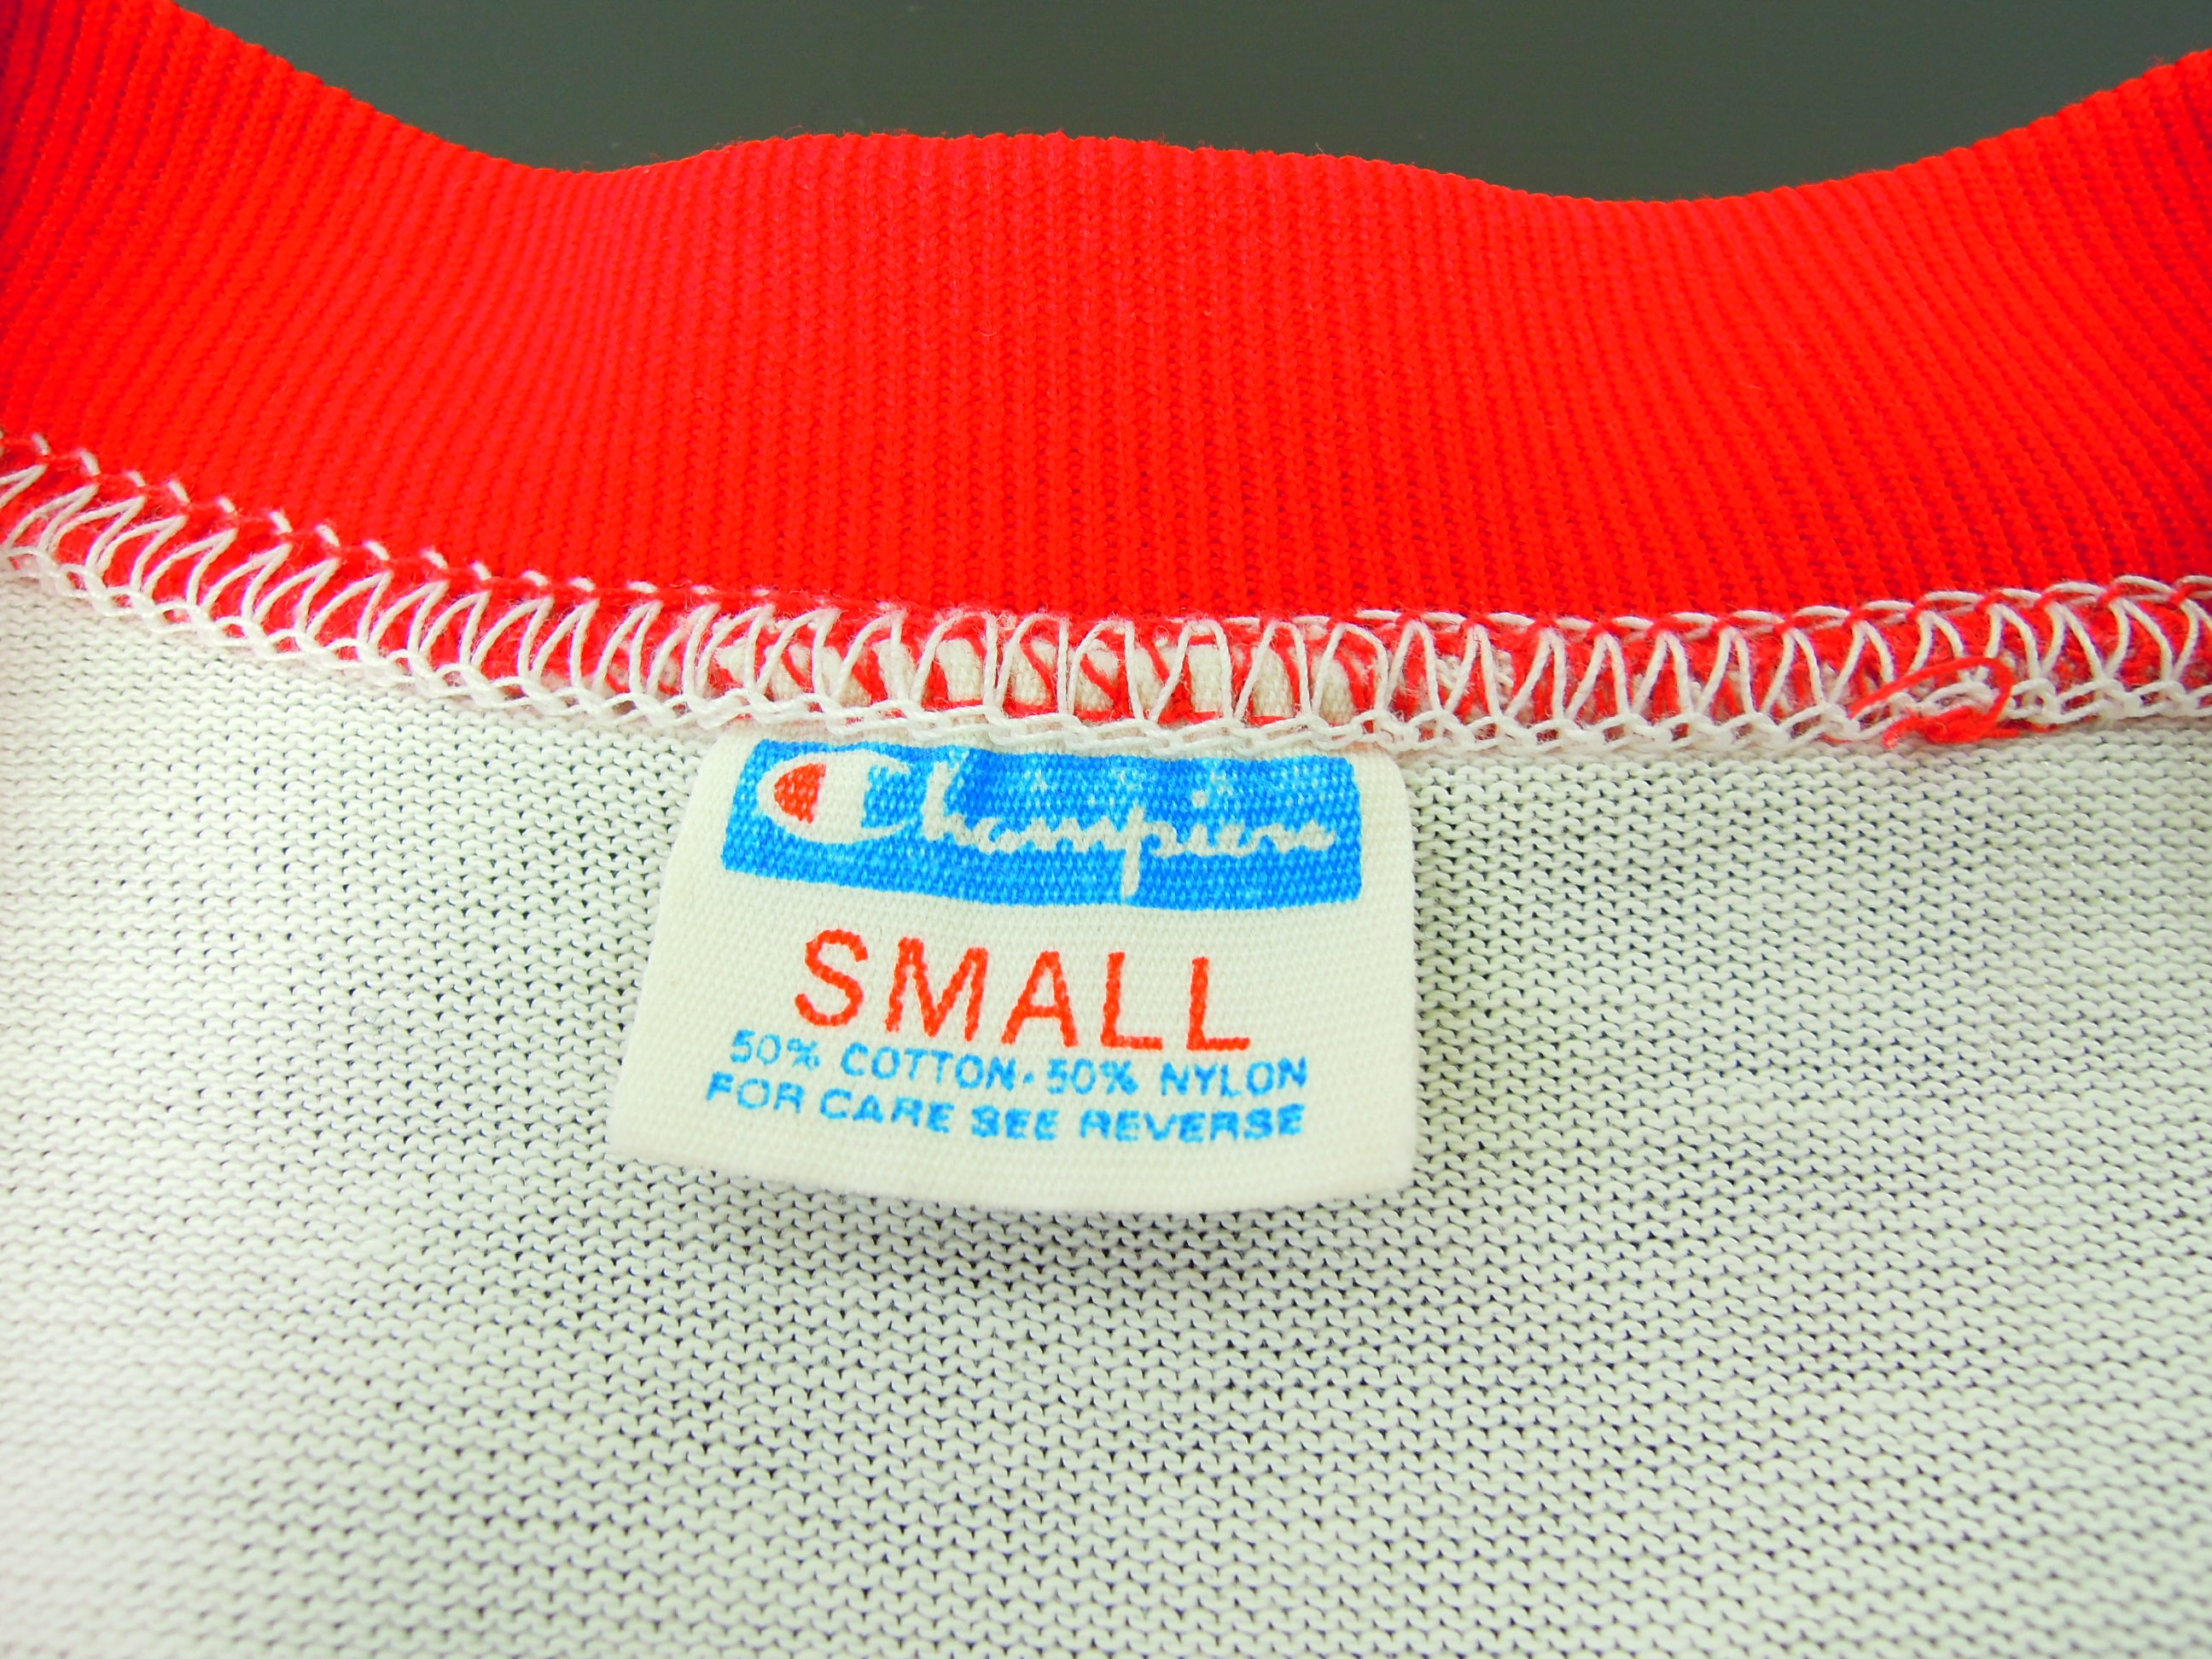 Champion
SMALL
50% COTTON·50% NYLON
FOR CARE SEE REVERSE